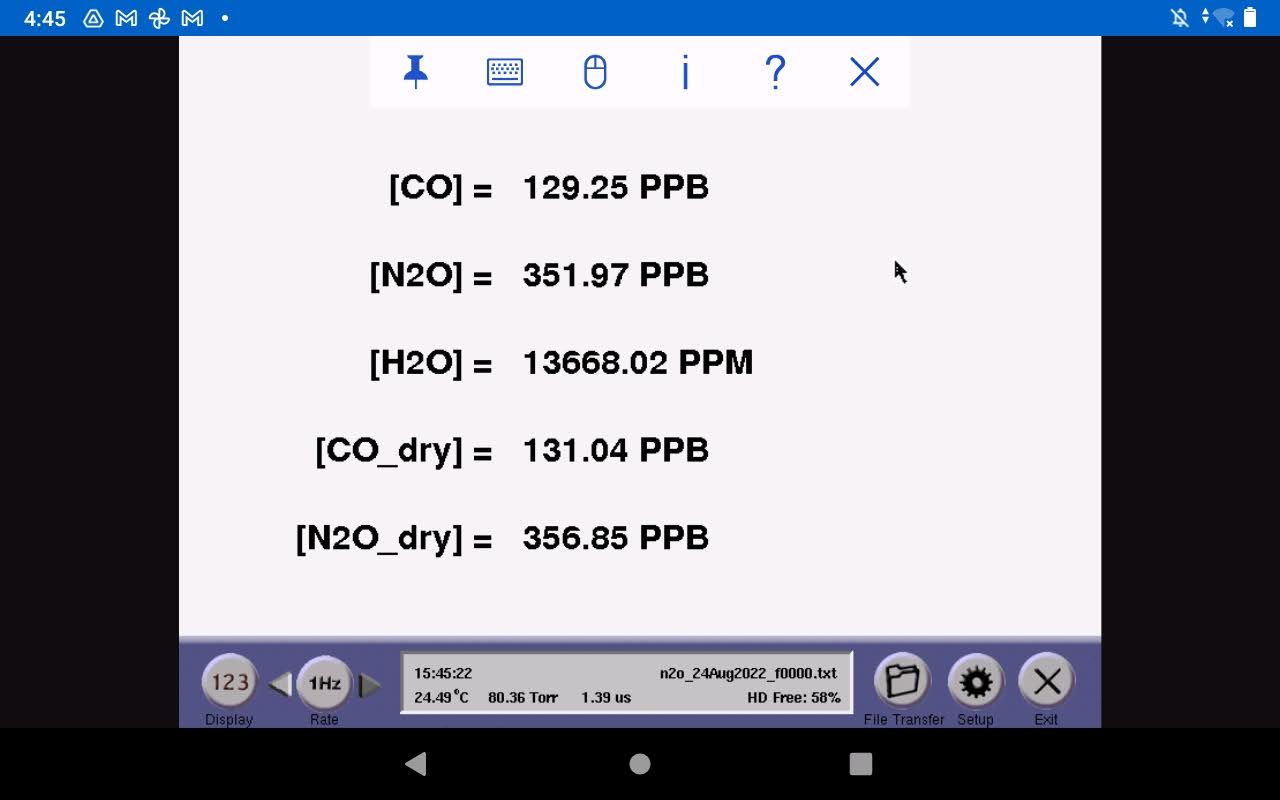 4:45
i ?
[CO] = 129.25 PPB
[N2O] = 351.97 PPB
[H2O] = 13668.02 PPM
[CO_dry] = 131.04 PPB
[N2O_dry] = 356.85 PPB
123 1Hz
15:45:22 n2o_24Aug2022_f0000.txt
24.49°C 80.36 Torr 1.39 us HD Free: 58%
Display Rate File Transfer Setup Exit